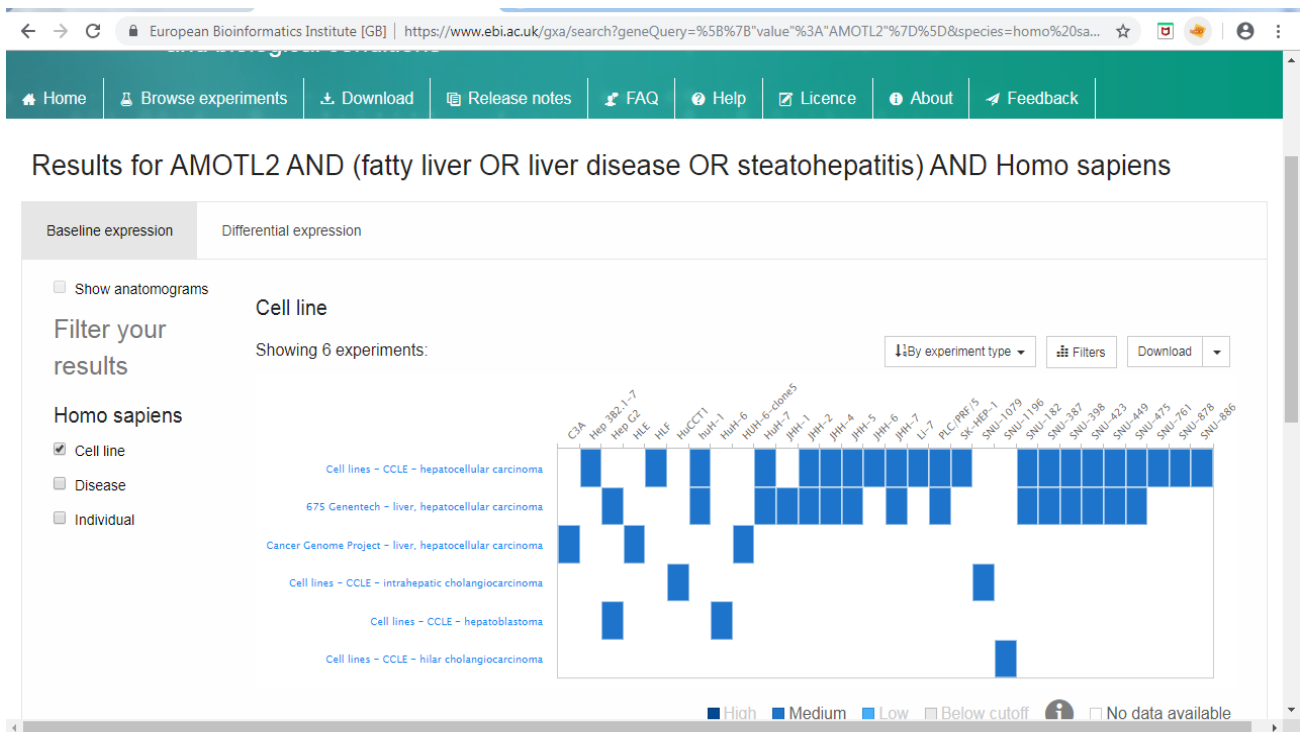 European Bioinformatics Institute [GB] | https://www.ebi.ac.uk/gxa/search?geneQuery=%5B%7B"value"%3A"AMOTL2"%7D%5D&species=homo%20sa...
and biological conditions
Home Browse experiments Download Release notes FAQ Help Licence About Feedback
Results for AMOTL2 AND (fatty liver OR liver disease OR steatohepatitis) AND Homo sapiens
Baseline expression Differential expression
Show anatomograms
Filter your
results
Homo sapiens
Cell line
Disease
Individual
Cell line
Showing 6 experiments:
By experiment type Filters Download
C3A Hep 3B2.1-7 Hep G2 HLE HLF HuCCT1 huH-1 HuH-6 HUH-6-clone5 HuH-7 JHH-1 JHH-2 JHH-4 JHH-5 JHH-6 JHH-7 Li-7 PLC/PRF/5 SK-HEP-1 SNU-1079 SNU-1196 SNU-182 SNU-387 SNU-398 SNU-423 SNU-449 SNU-475 SNU-761 SNU-878 SNU-886
Cell lines - CCLE - hepatocellular carcinoma
675 Genentech - liver, hepatocellular carcinoma
Cancer Genome Project - liver, hepatocellular carcinoma
Cell lines - CCLE - intrahepatic cholangiocarcinoma
Cell lines - CCLE - hepatoblastoma
Cell lines - CCLE - hilar cholangiocarcinoma
High Medium Low Below cutoff No data available